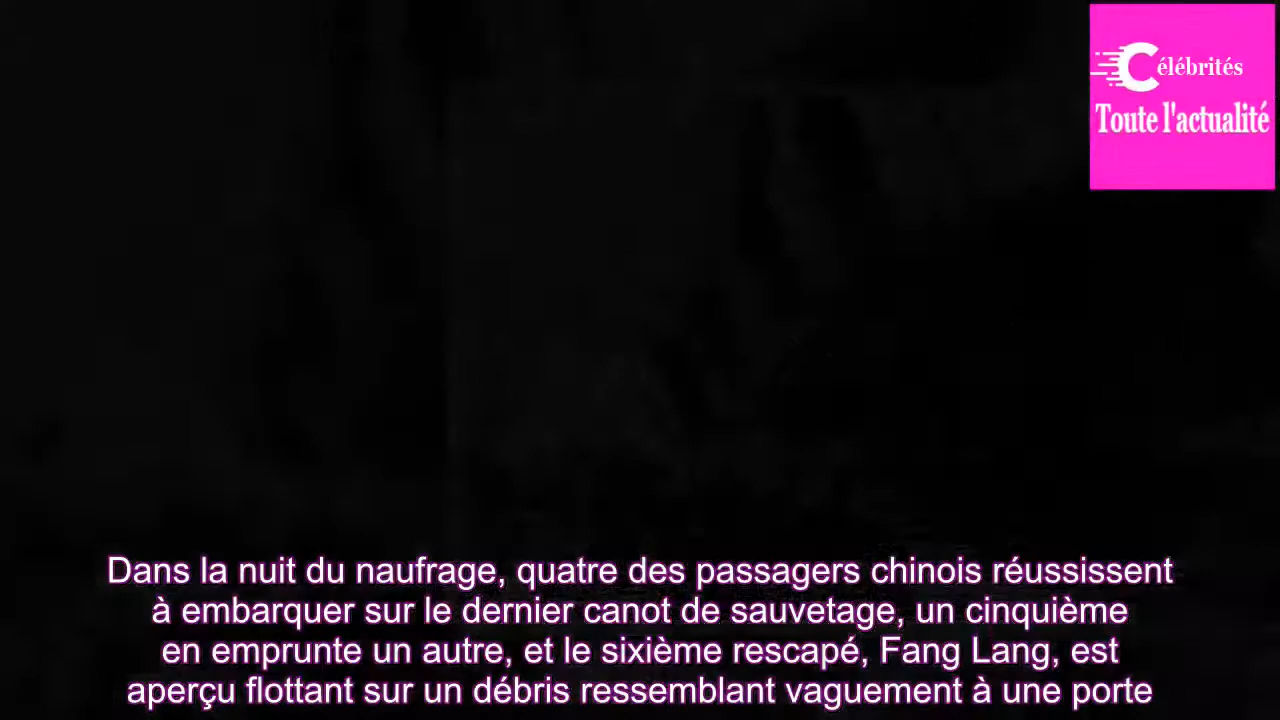 Célébrités
Toute l'actualité
Dans la nuit du naufrage, quatre des passagers chinois réussissent
à embarquer sur le dernier canot de sauvetage, un cinquième
en emprunte un autre, et le sixième rescapé, Fang Lang, est
aperçu flottant sur un débris ressemblant vaguement à une porte